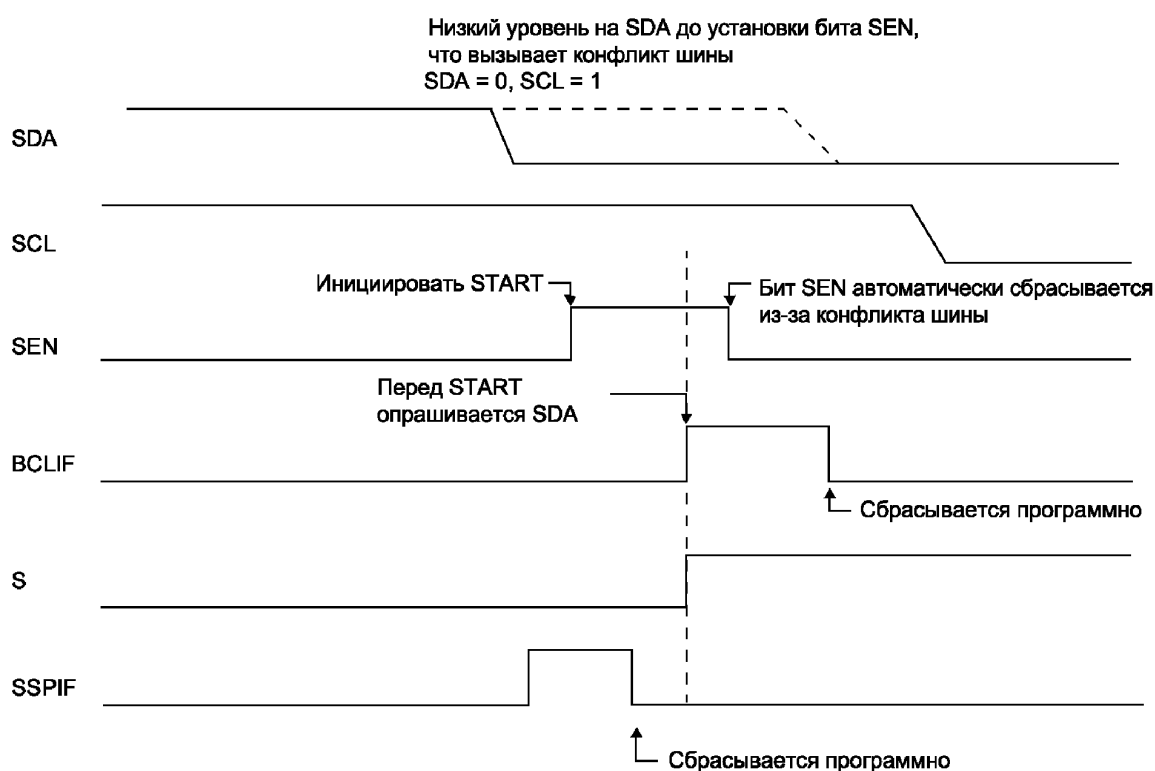 Низкий уровень на SDA до установки бита SEN,
что вызывает конфликт шины
SDA = 0, SCL = 1
SDA
SCL
Инициировать START
Бит SEN автоматически сбрасывается
из-за конфликта шины
SEN
Перед START
опрашивается SDA
BCLIF
Сбрасывается программно
S
SSPIF
Сбрасывается программно